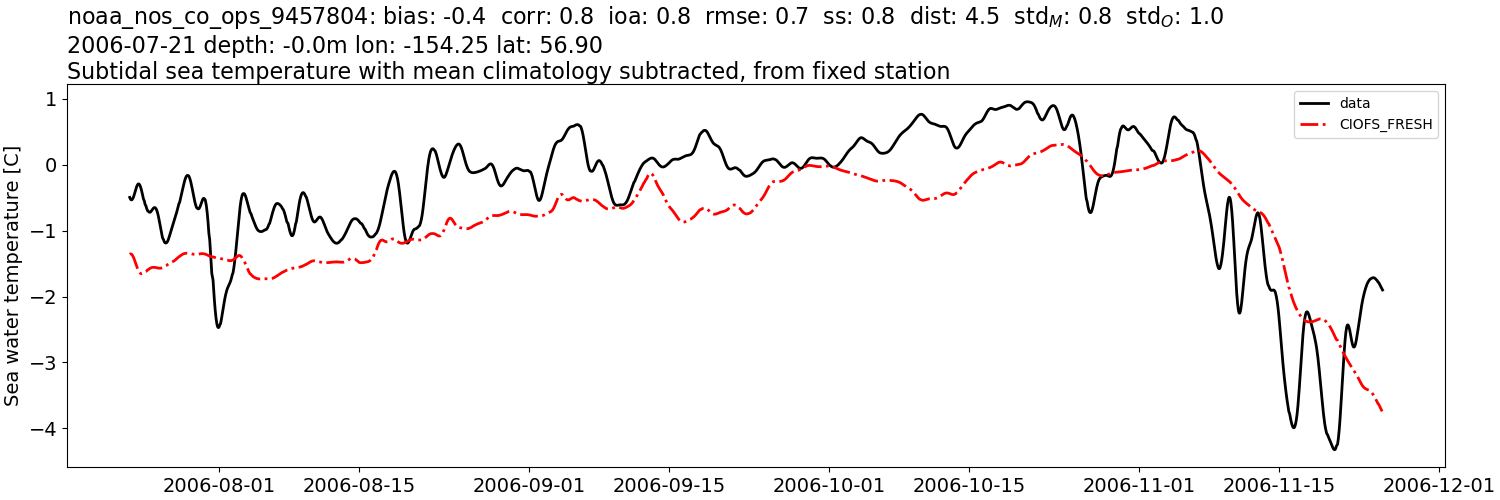 noaa_nos_co_ops_9457804: bias: -0.4  corr: 0.8  ioa: 0.8  rmse: 0.7  ss: 0.8  dist: 4.5  std_M: 0.8  std_O: 1.0
2006-07-21 depth: -0.0m lon: -154.25 lat: 56.90
Subtidal sea temperature with mean climatology subtracted, from fixed station
data
CIOFS_FRESH
Sea water temperature [C]
1
0
−1
−2
−3
−4
2006-08-01 2006-08-15 2006-09-01 2006-09-15 2006-10-01 2006-10-15 2006-11-01 2006-11-15 2006-12-01